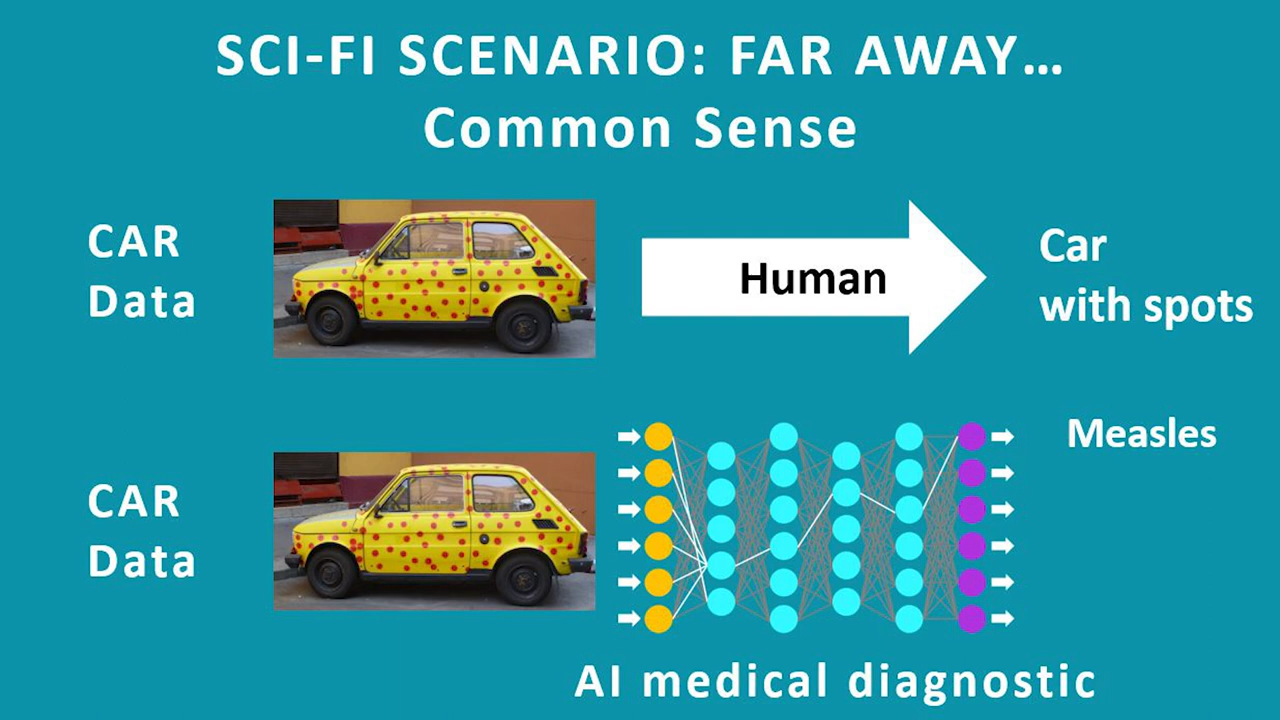 SCI-FI SCENARIO: FAR AWAY…
Common Sense
CAR
Data
Human
Car
with spots
CAR
Data
Measles
AI medical diagnostic